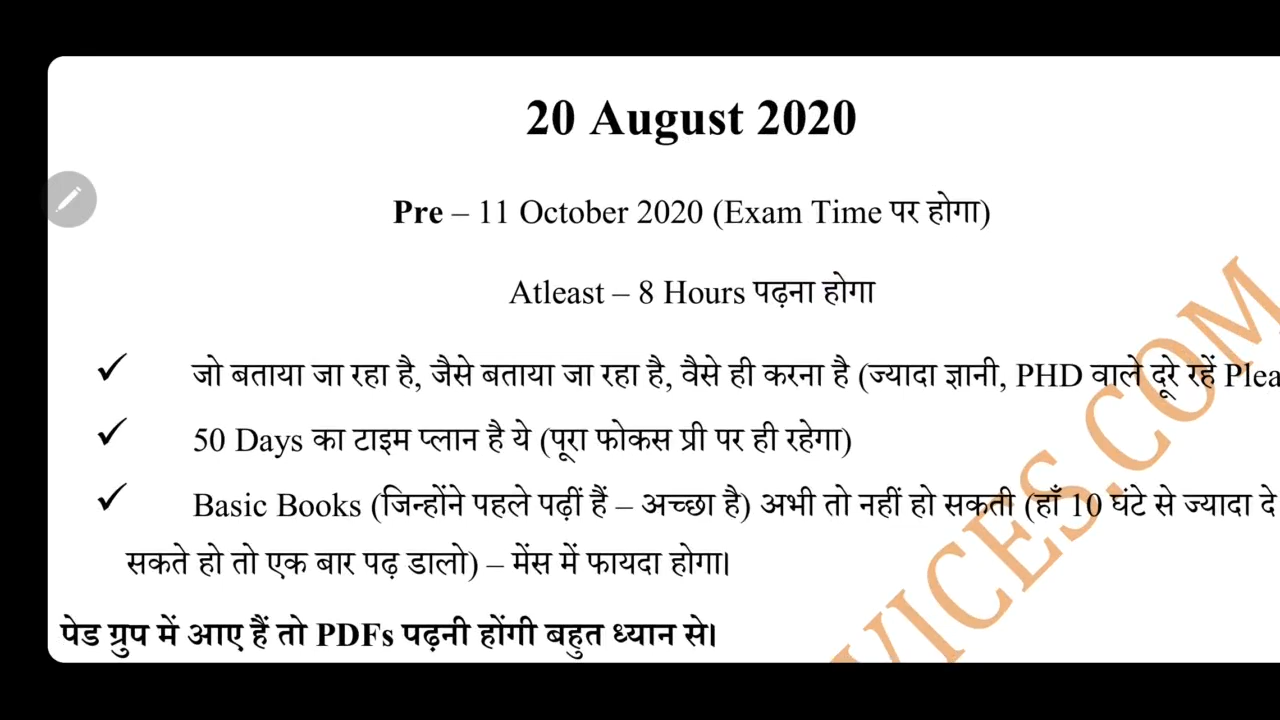 20 August 2020
Pre – 11 October 2020 (Exam Time पर होगा)
Atleast – 8 Hours पढ़ना होगा
✓ जो बताया जा रहा है, जैसे बताया जा रहा है, वैसे ही करना है (ज्यादा ज्ञानी, PHD वाले दूरे रहें Plea
✓ 50 Days का टाइम प्लान है ये (पूरा फोकस प्री पर ही रहेगा)
✓ Basic Books (जिन्होंने पहले पढ़ीं हैं – अच्छा है) अभी तो नहीं हो सकती (हाँ 10 घंटे से ज्यादा दे
सकते हो तो एक बार पढ़ डालो) – मेंस में फायदा होगा।
पेड ग्रुप में आए हैं तो PDFs पढ़नी होंगी बहुत ध्यान से।
VICES.COM